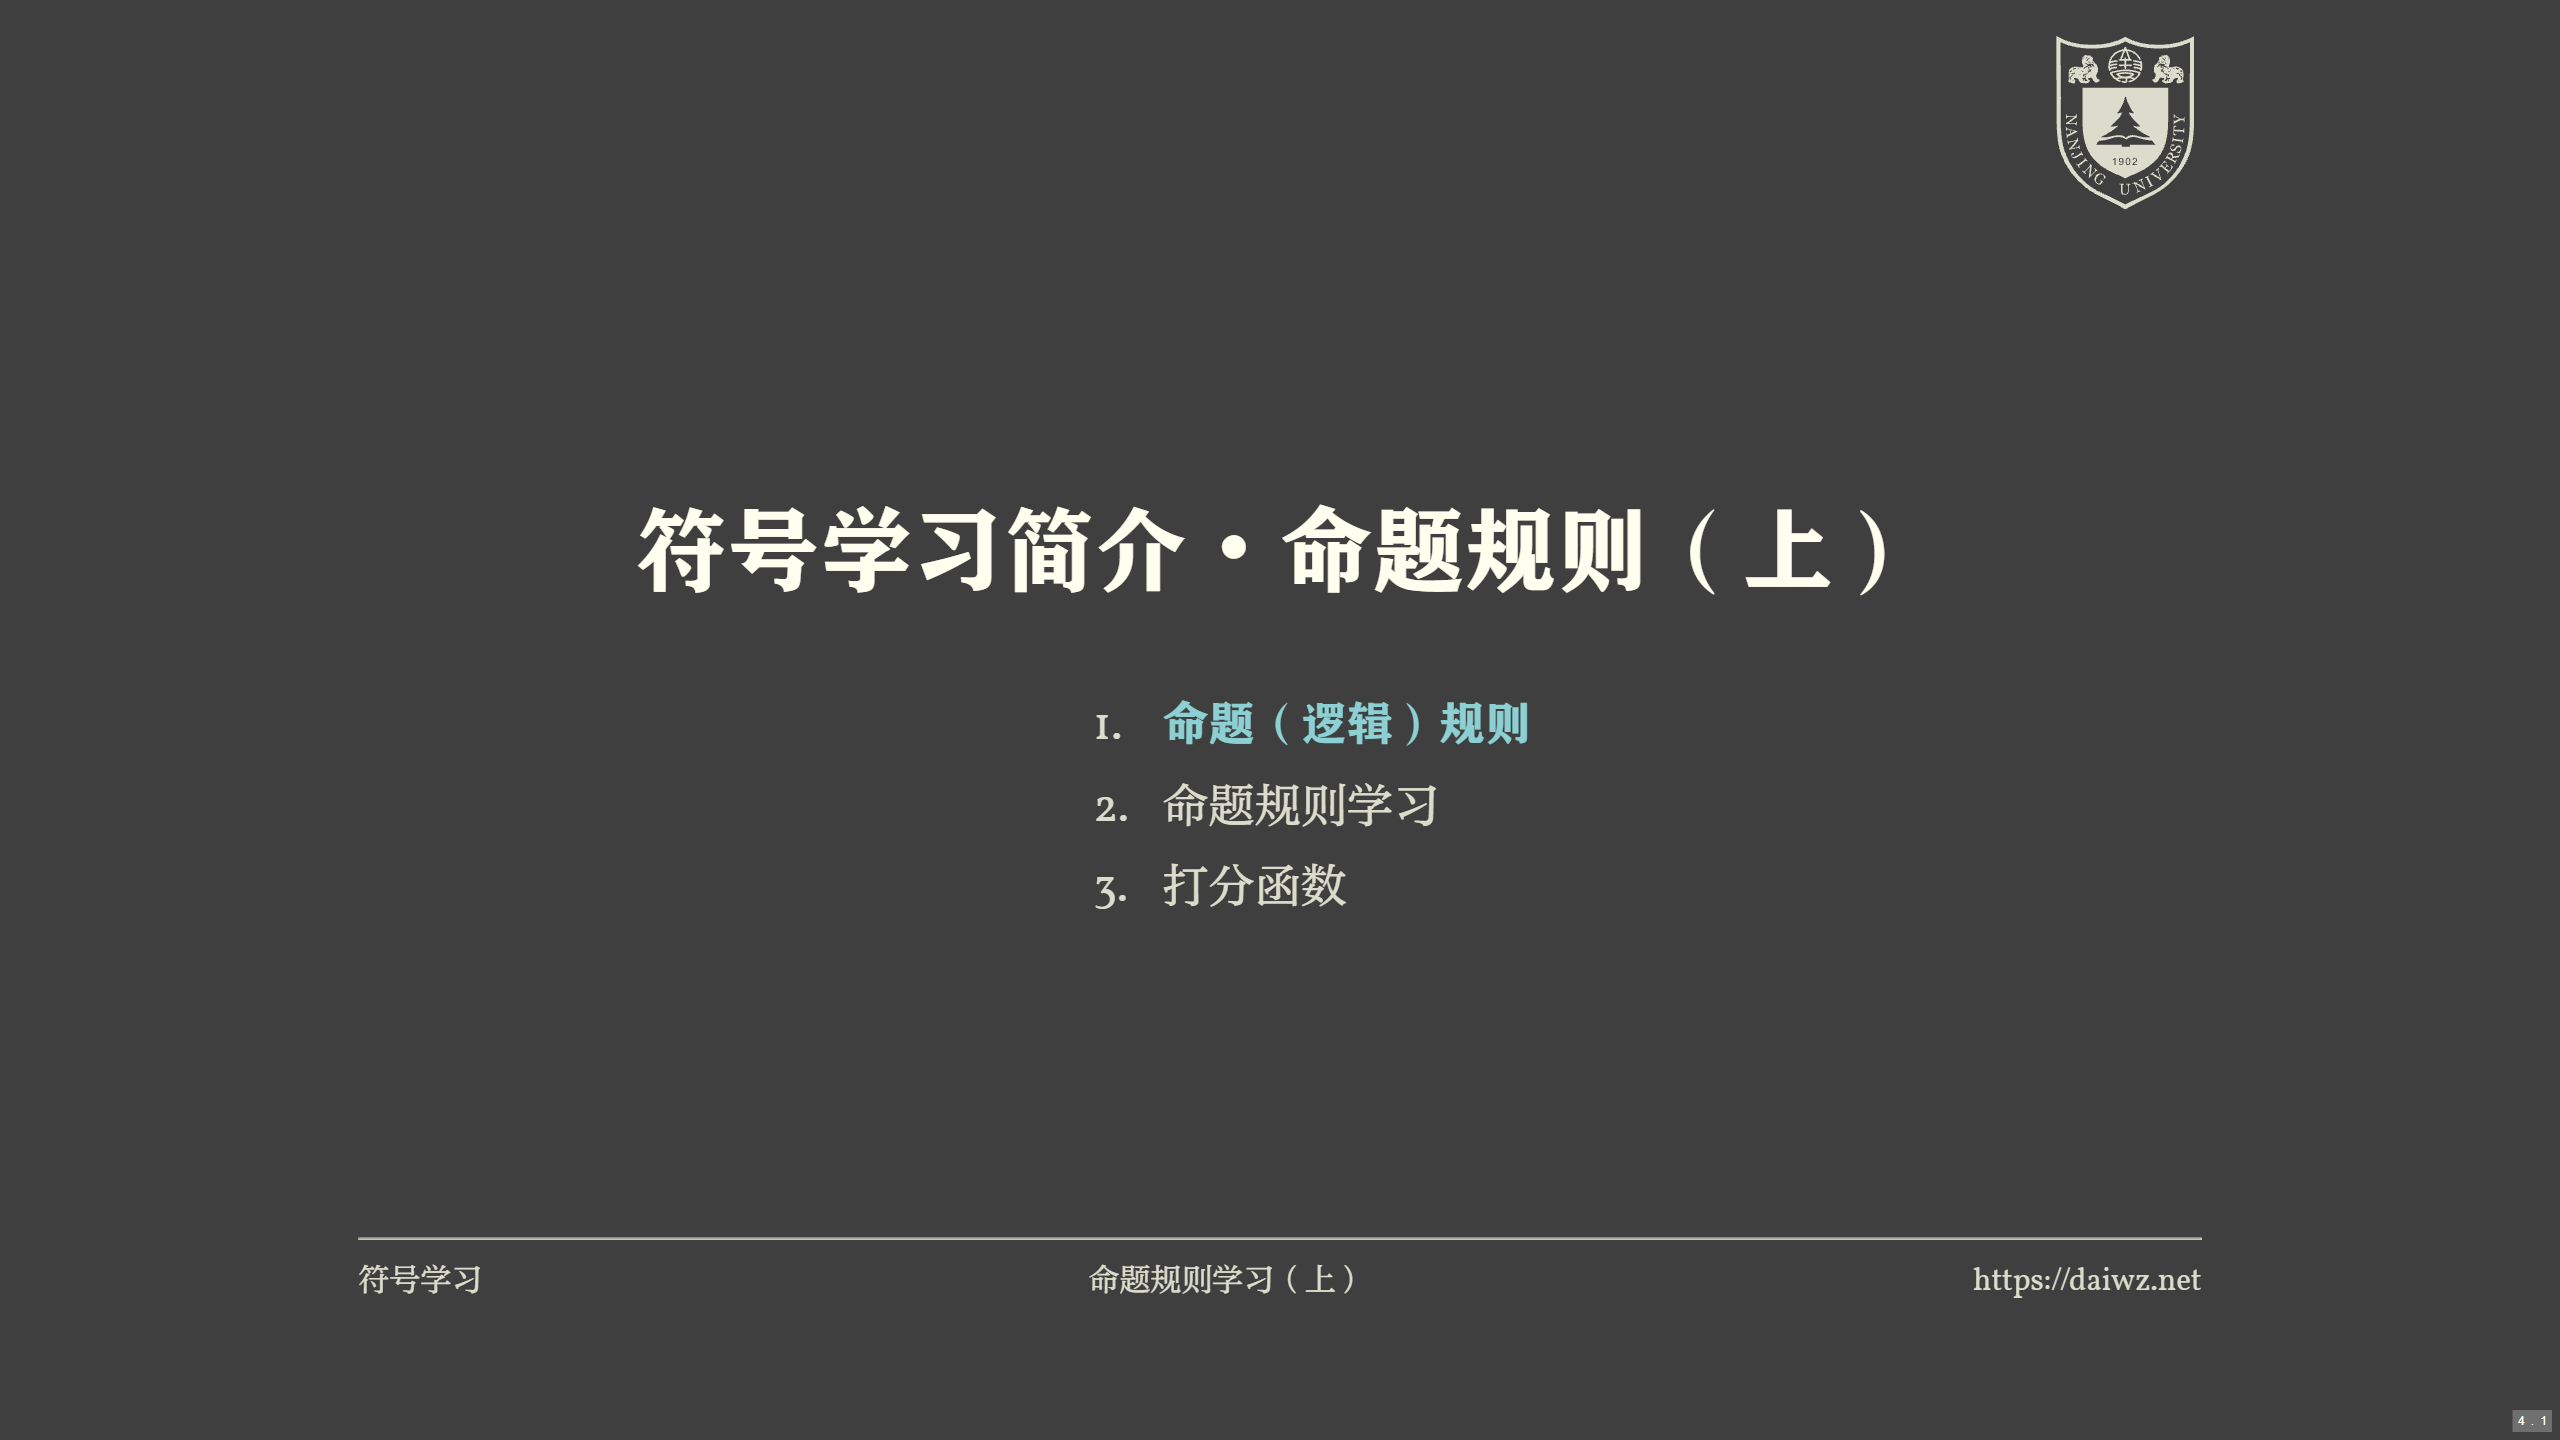 NANJING UNIVERSITY
1902
符号学习简介·命题规则（上）
1. 命题（逻辑）规则
2. 命题规则学习
3. 打分函数
符号学习
命题规则学习（上）
https://daiwz.net
4 . 1